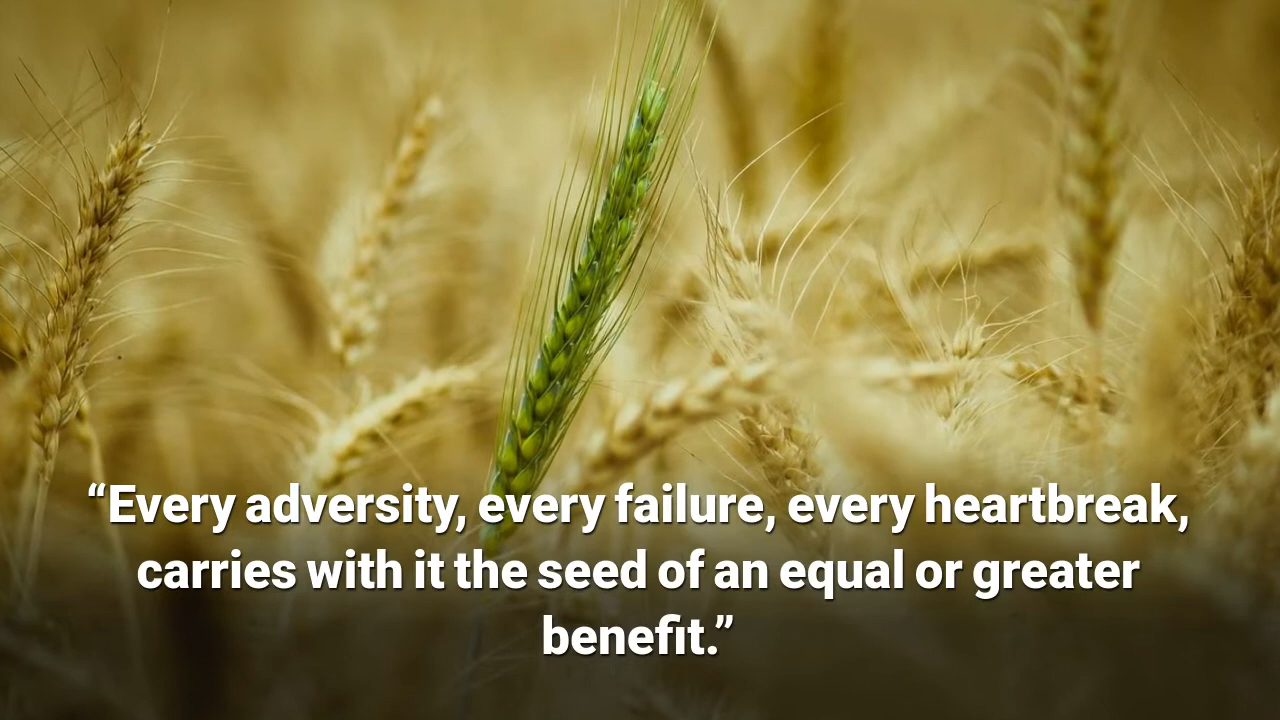 “Every adversity, every failure, every heartbreak,
carries with it the seed of an equal or greater
benefit.”